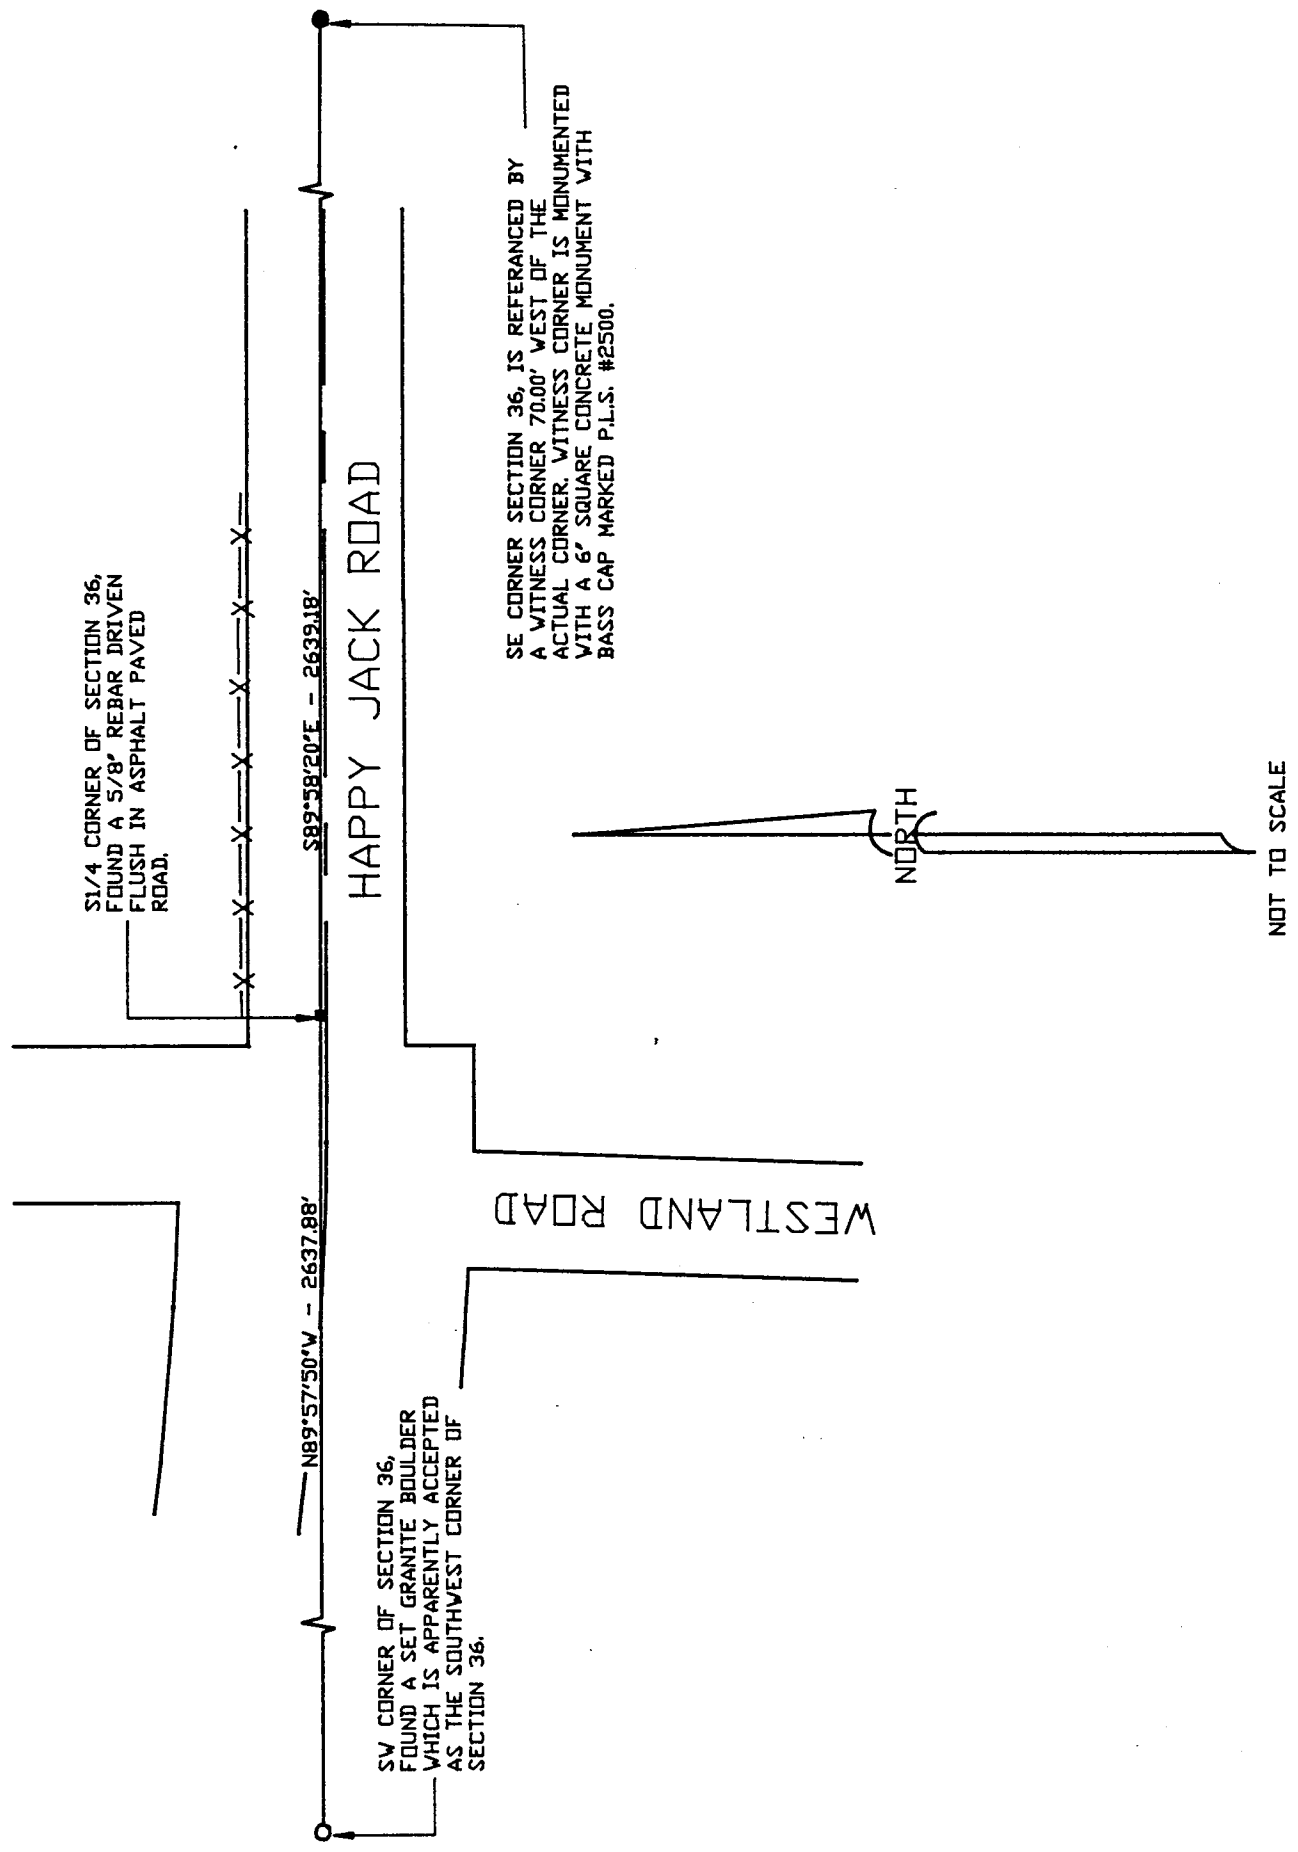 S1/4 CORNER OF SECTION 36,
FOUND A 5/8" REBAR DRIVEN
FLUSH IN ASPHALT PAVED
ROAD.
N89°57'50"W - 2637.88'
S89°58'20"E - 2639.18'
HAPPY JACK ROAD
WESTLAND ROAD
SW CORNER OF SECTION 36,
FOUND A SET GRANITE BOULDER
WHICH IS APPARENTLY ACCEPTED
AS THE SOUTHWEST CORNER OF
SECTION 36.
SE CORNER SECTION 36, IS REFERANCED BY
A WITNESS CORNER 70.00' WEST OF THE
ACTUAL CORNER. WITNESS CORNER IS MONUMENTED
WITH A 6" SQUARE CONCRETE MONUMENT WITH
BASS CAP MARKED P.L.S. #2500.
NORTH
NOT TO SCALE